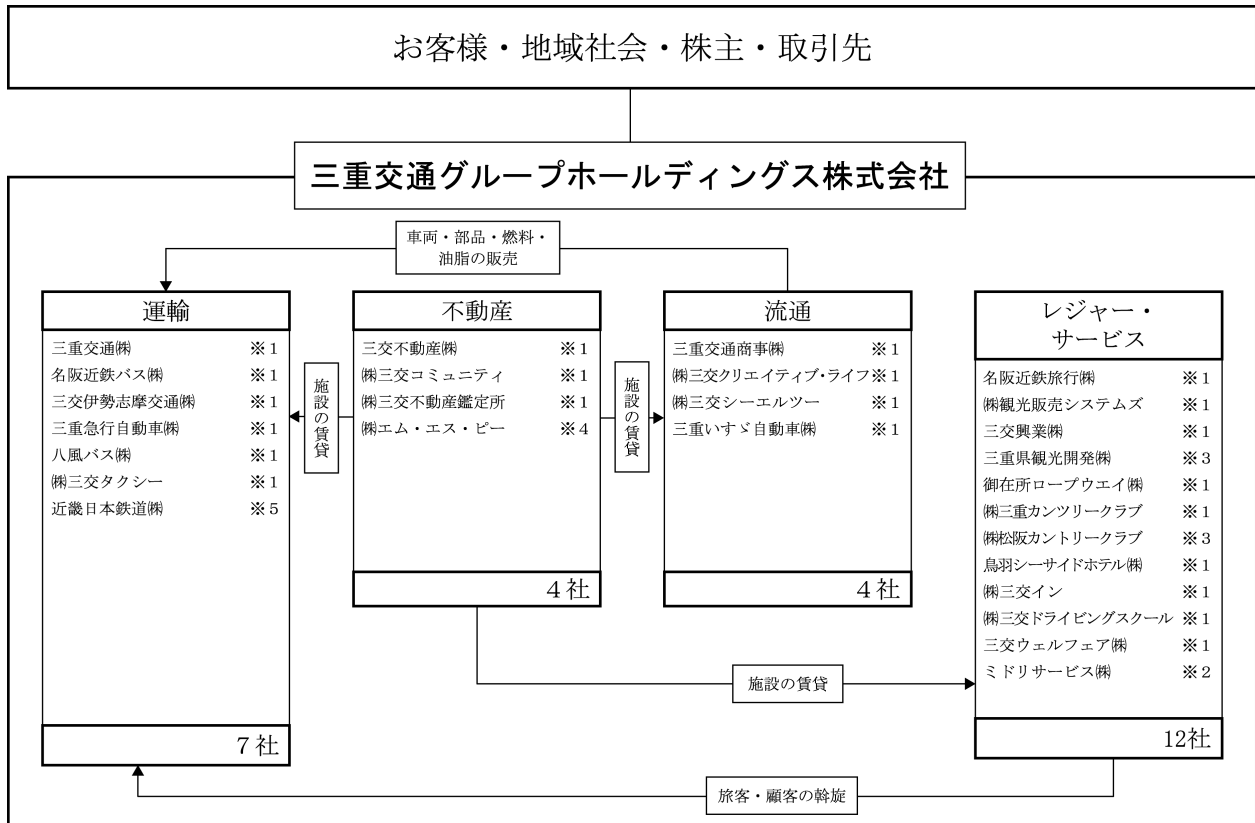 お客様・地域社会・株主・取引先
三重交通グループホールディングス株式会社
車両・部品・燃料・
油脂の販売
運輸
三重交通㈱ ※1
名阪近鉄バス㈱ ※1
三交伊勢志摩交通㈱ ※1
三重急行自動車㈱ ※1
八風バス㈱ ※1
㈱三交タクシー ※1
近畿日本鉄道㈱ ※5
7社
施設の賃貸
不動産
三交不動産㈱ ※1
㈱三交コミュニティ ※1
㈱三交不動産鑑定所 ※1
㈱エム・エス・ピー ※4
4社
施設の賃貸
流通
三重交通商事㈱ ※1
㈱三交クリエイティブ・ライフ※1
㈱三交シーエルツー ※1
三重いすゞ自動車㈱ ※1
4社
レジャー・
サービス
名阪近鉄旅行㈱ ※1
㈱観光販売システムズ ※1
三交興業㈱ ※1
三重県観光開発㈱ ※3
御在所ロープウエイ㈱ ※1
㈱三重カンツリークラブ ※1
㈱松阪カントリークラブ ※3
鳥羽シーサイドホテル㈱ ※1
㈱三交イン ※1
㈱三交ドライビングスクール ※1
三交ウェルフェア㈱ ※1
ミドリサービス㈱ ※2
12社
施設の賃貸
旅客・顧客の斡旋